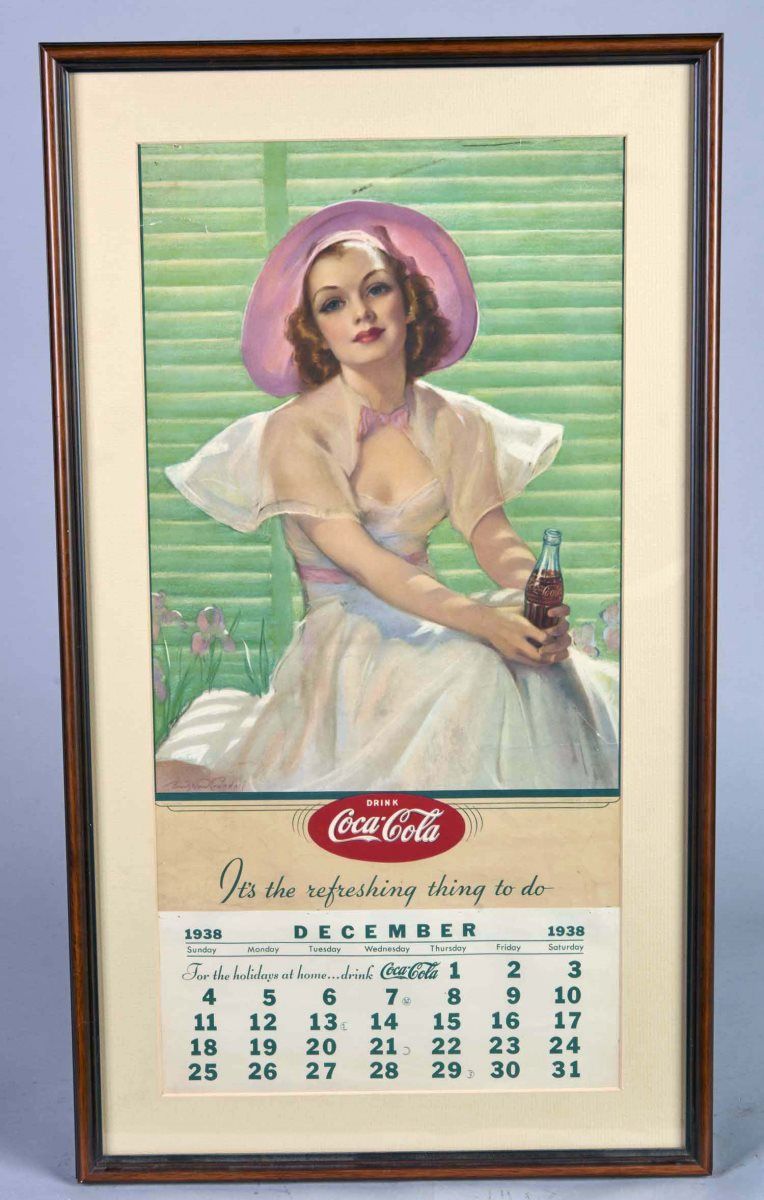 Coca-Cola
DRINK
Coca-Cola
It's the refreshing thing to do
1938 DECEMBER 1938
Sunday Monday Tuesday Wednesday Thursday Friday Saturday
For the holidays at home...drink Coca-Cola 1 2 3
4 5 6 7 8 9 10
11 12 13 14 15 16 17
18 19 20 21 22 23 24
25 26 27 28 29 30 31